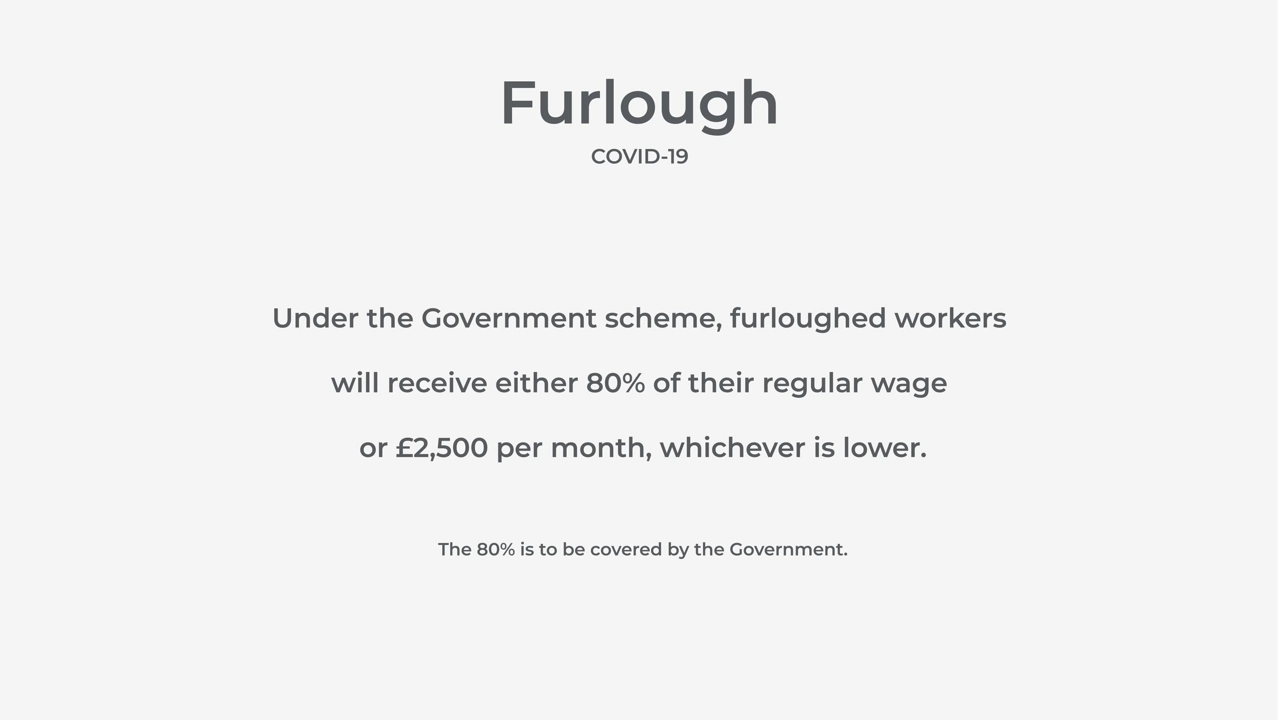 Furlough
COVID-19
Under the Government scheme, furloughed workers
will receive either 80% of their regular wage
or £2,500 per month, whichever is lower.
The 80% is to be covered by the Government.